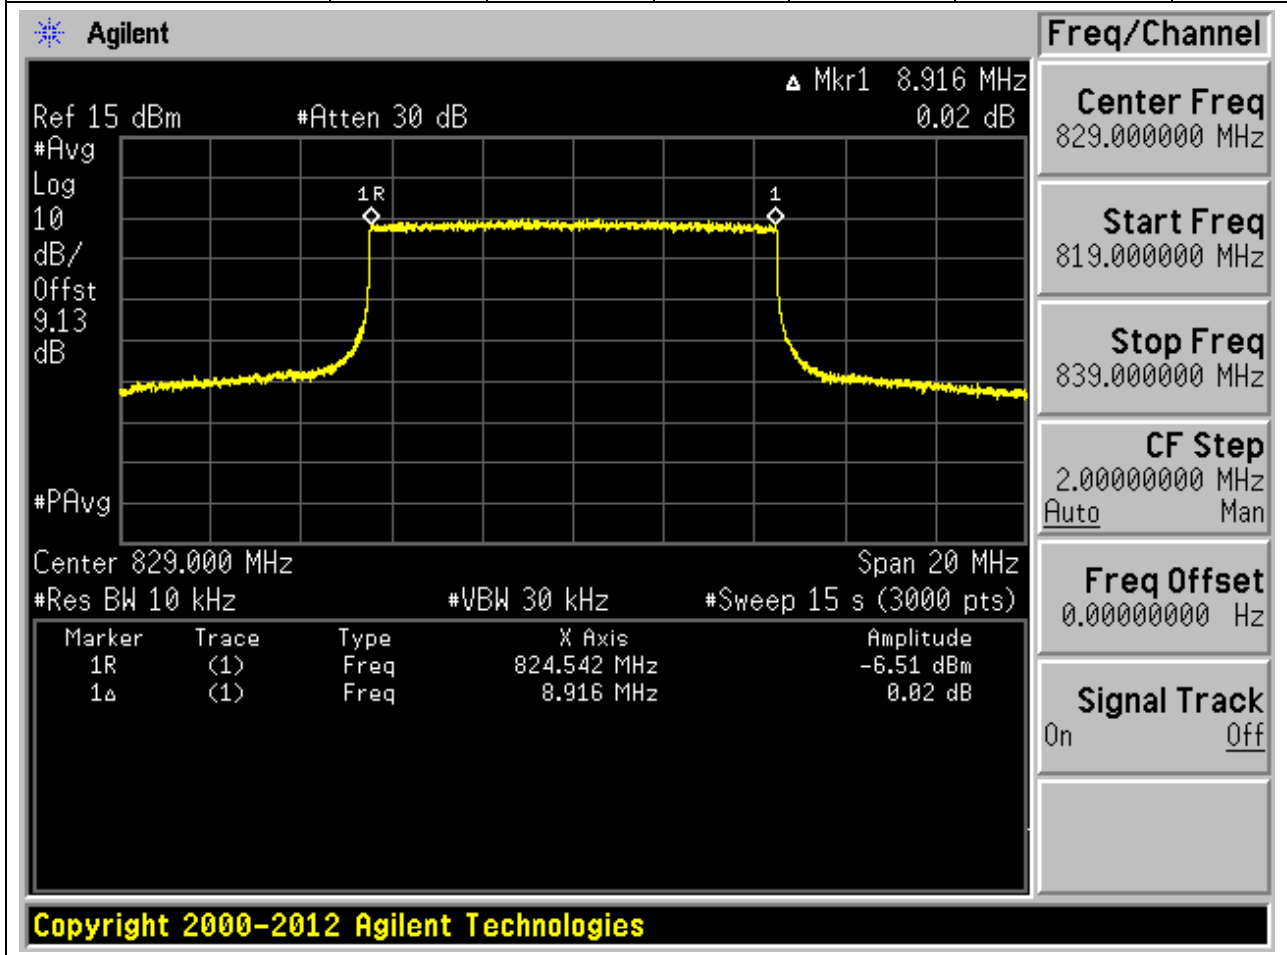 Agilent
Freq/Channel
▵ Mkr1 8.916 MHz
Ref 15 dBm #Atten 30 dB 0.02 dB
#Avg
Log
10
dB/
Offst
9.13
dB
1R 1
#PAvg
Center 829.000 MHz Span 20 MHz
#Res BW 10 kHz #VBW 30 kHz #Sweep 15 s (3000 pts)
Marker Trace Type X Axis Amplitude
1R (1) Freq 824.542 MHz -6.51 dBm
1▵ (1) Freq 8.916 MHz 0.02 dB
Center Freq
829.000000 MHz
Start Freq
819.000000 MHz
Stop Freq
839.000000 MHz
CF Step
2.00000000 MHz
Auto Man
Freq Offset
0.00000000 Hz
Signal Track
On Off
Copyright 2000-2012 Agilent Technologies